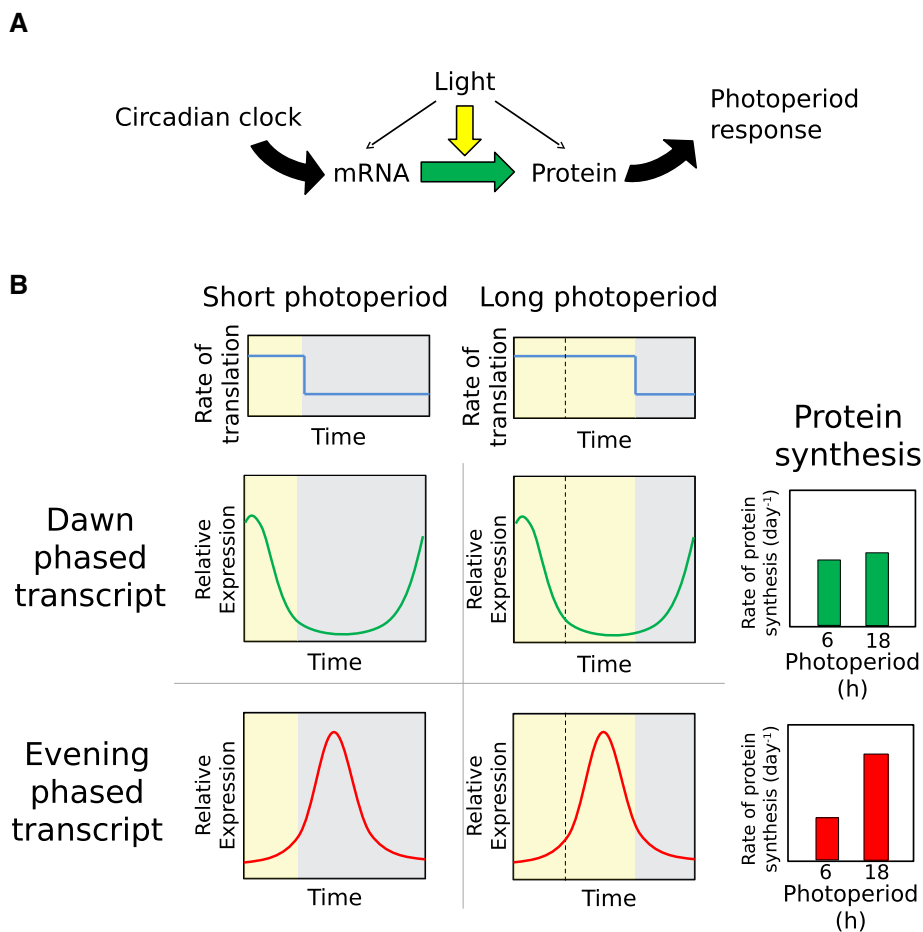 A
Light
Circadian clock
Photoperiod
response
mRNA
Protein
B
Short photoperiod
Long photoperiod
Rate of
translation
Time
Rate of
translation
Time
Protein
synthesis
Dawn
phased
transcript
Relative
Expression
Time
Relative
Expression
Time
Rate of protein
synthesis (day-1)
6
18
Photoperiod
(h)
Evening
phased
transcript
Relative
Expression
Time
Relative
Expression
Time
Rate of protein
synthesis (day-1)
6
18
Photoperiod
(h)